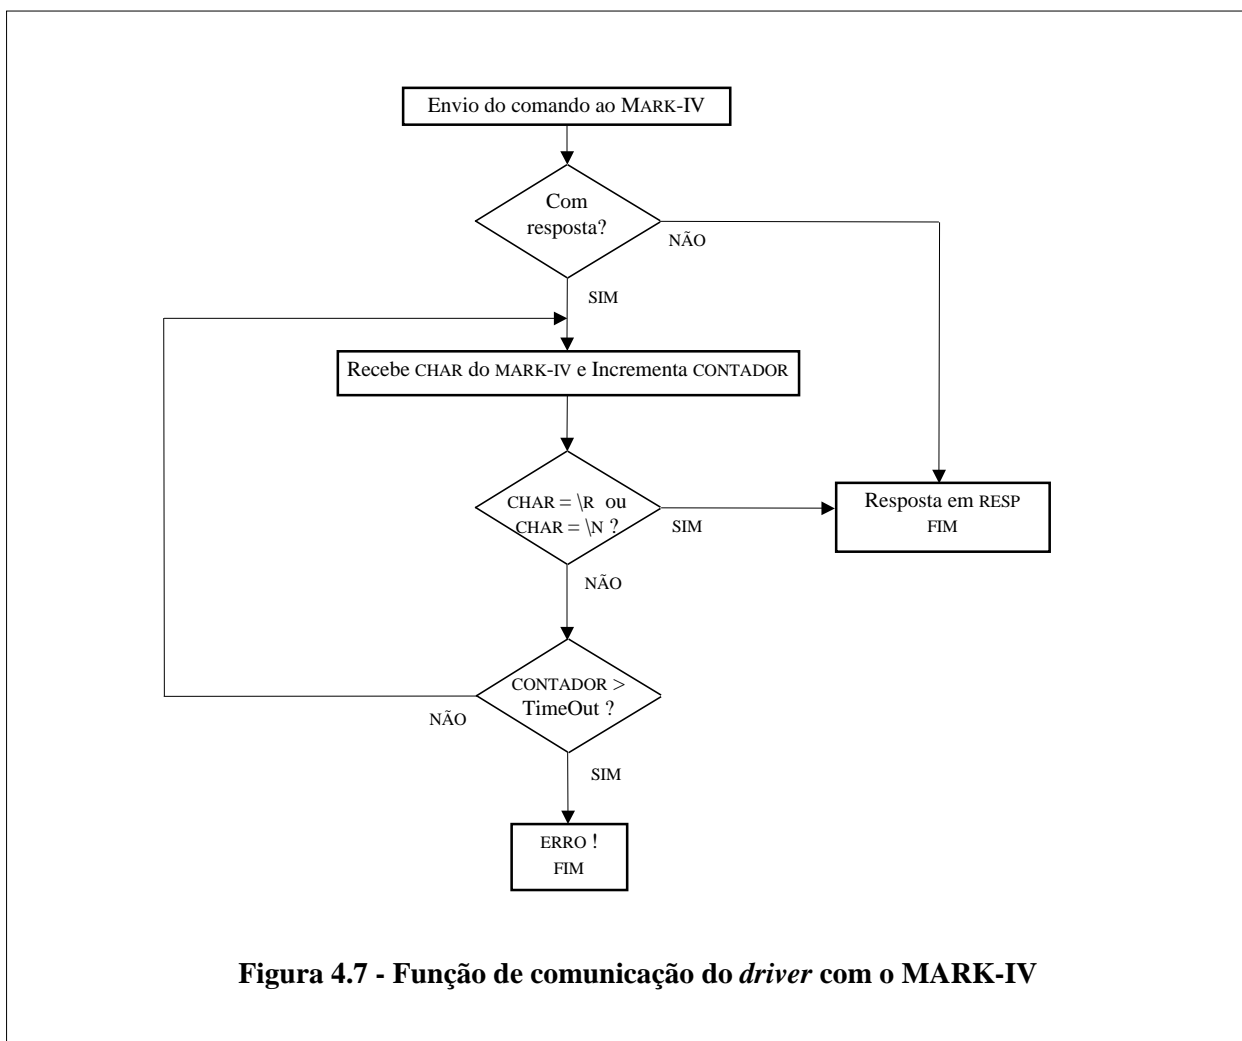 Envio do comando ao MARK-IV
Com
resposta?
NÃO
SIM
Recebe CHAR do MARK-IV e Incrementa CONTADOR
CHAR = \R ou
CHAR = \N ?
SIM
Resposta em RESP
FIM
NÃO
CONTADOR >
TimeOut ?
NÃO
SIM
ERRO !
FIM
Figura 4.7 - Função de comunicação do driver com o MARK-IV